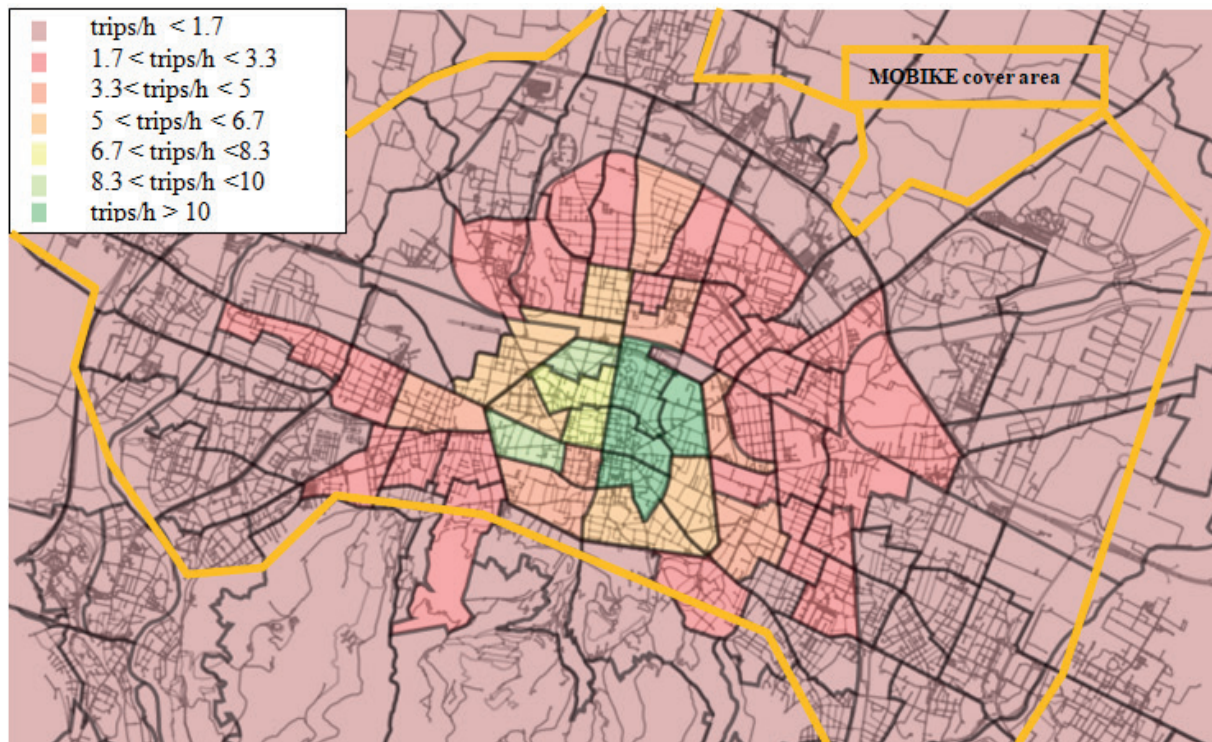 trips/h < 1.7
1.7 < trips/h < 3.3
3.3< trips/h < 5
5 < trips/h < 6.7
6.7 < trips/h <8.3
8.3 < trips/h <10
trips/h > 10
MOBIKE cover area